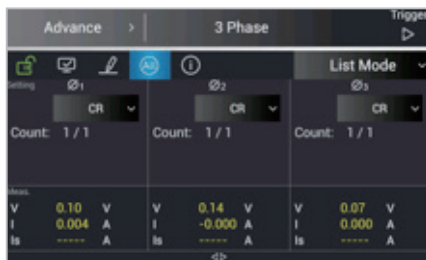 Advance > 3 Phase Trigger
All List Mode
Setting Ø1 Ø2 Ø3
CR CR CR
Count: 1 / 1 Count: 1 / 1 Count: 1 / 1
Meas.
V 0.10 V V 0.14 V V 0.07 V
I 0.004 A I -0.000 A I 0.000 A
Is ----- A Is ----- A Is ----- A